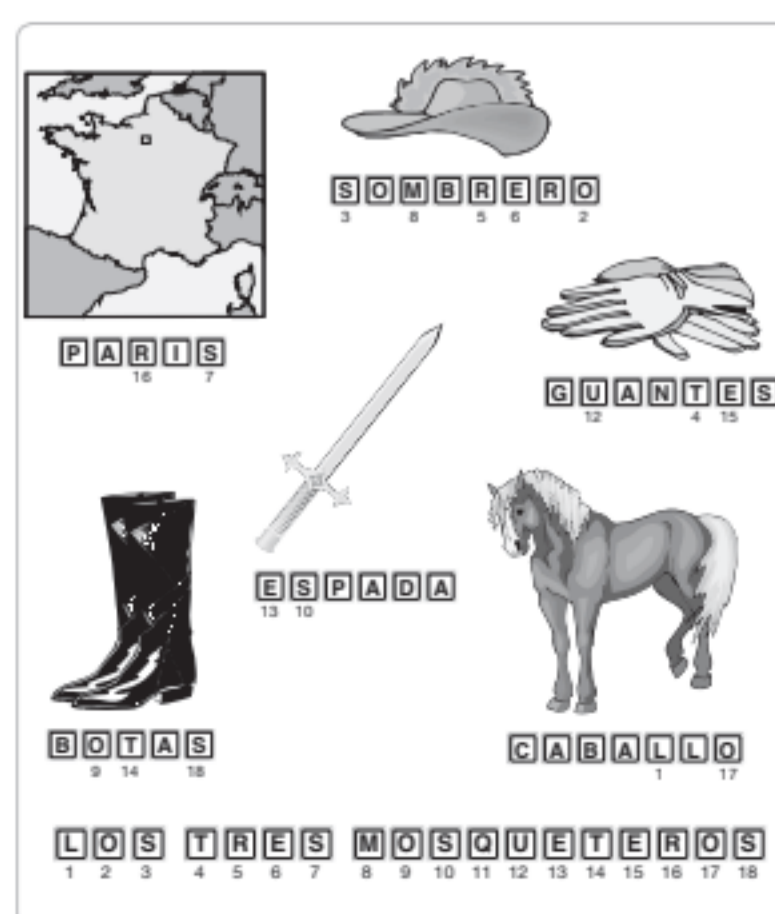 SOMBRERO
3 8 5 6 2
PARIS
16 7
GUANTES
12 4 15
ESPADA
13 10
BOTAS
9 14 18
CABALLO
1 17
LOS TRES MOSQUETEROS
1 2 3 4 5 6 7 8 9 10 11 12 13 14 15 16 17 18